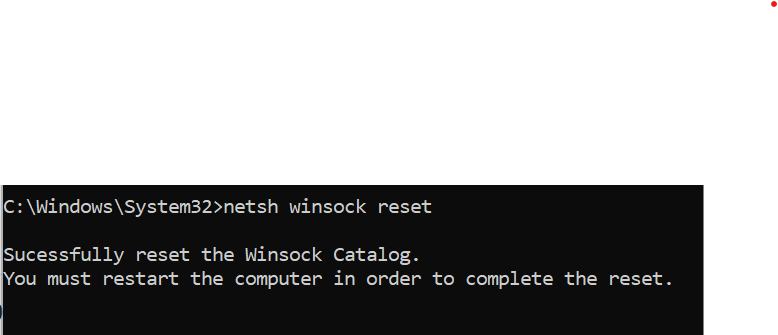 C:\Windows\System32>netsh winsock reset
Sucessfully reset the Winsock Catalog.
You must restart the computer in order to complete the reset.